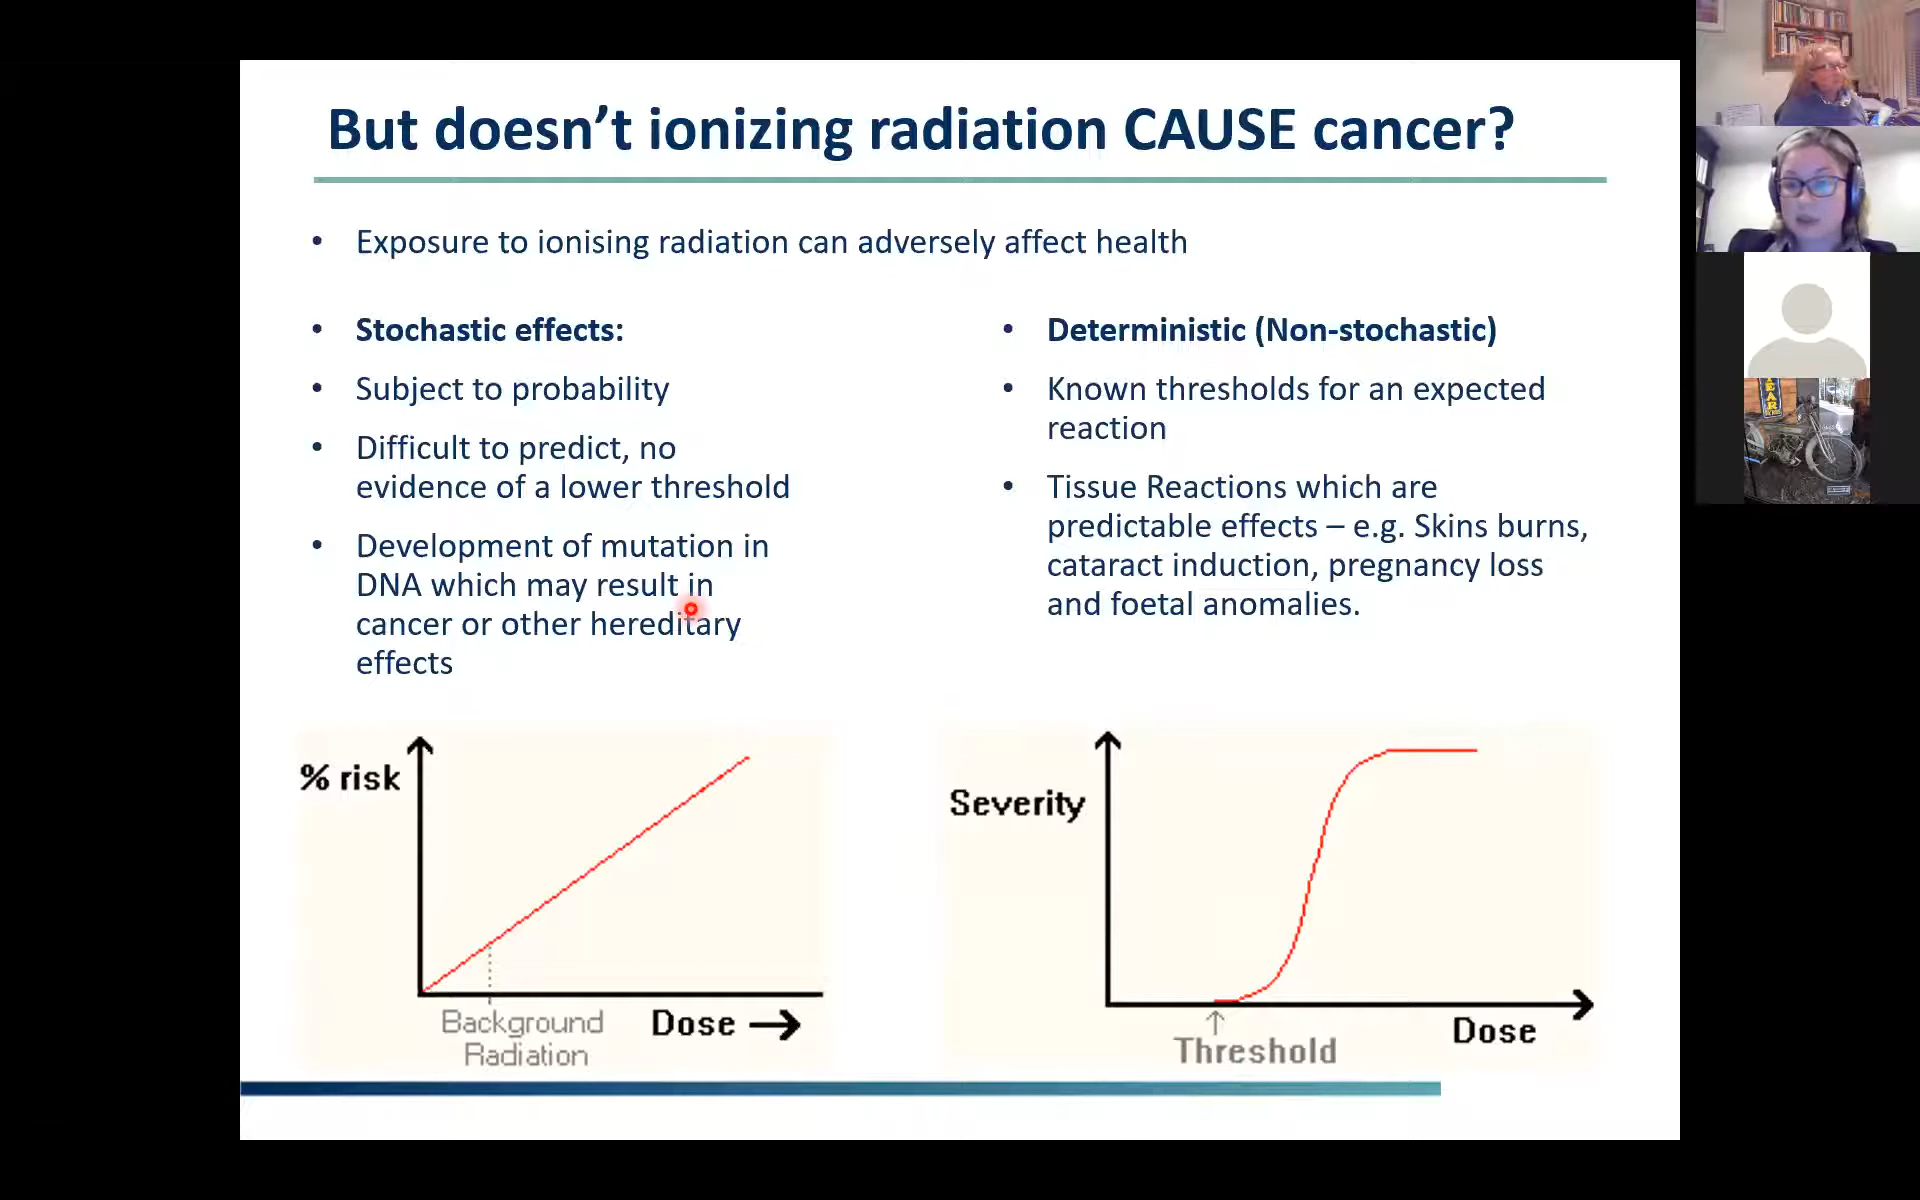 But doesn’t ionizing radiation CAUSE cancer?
• Exposure to ionising radiation can adversely affect health
• Stochastic effects:
• Subject to probability
• Difficult to predict, no
evidence of a lower threshold
• Development of mutation in
DNA which may result in
cancer or other hereditary
effects
• Deterministic (Non-stochastic)
• Known thresholds for an expected
reaction
• Tissue Reactions which are
predictable effects – e.g. Skins burns,
cataract induction, pregnancy loss
and foetal anomalies.
% risk
Background
Radiation
Dose
Severity
Threshold
Dose